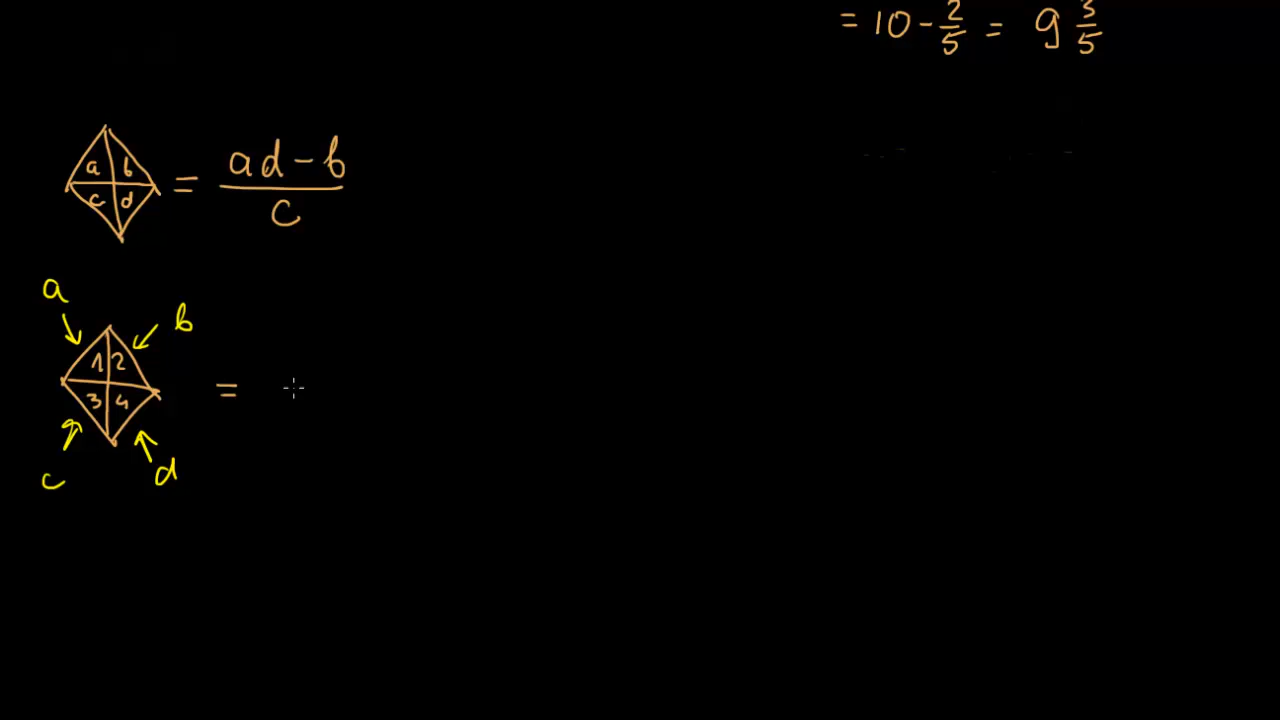 = 10 - 2/5 = 9 3/5
a b
c d
= ad - b / c
a
b
1 2
3 4
=
c
d